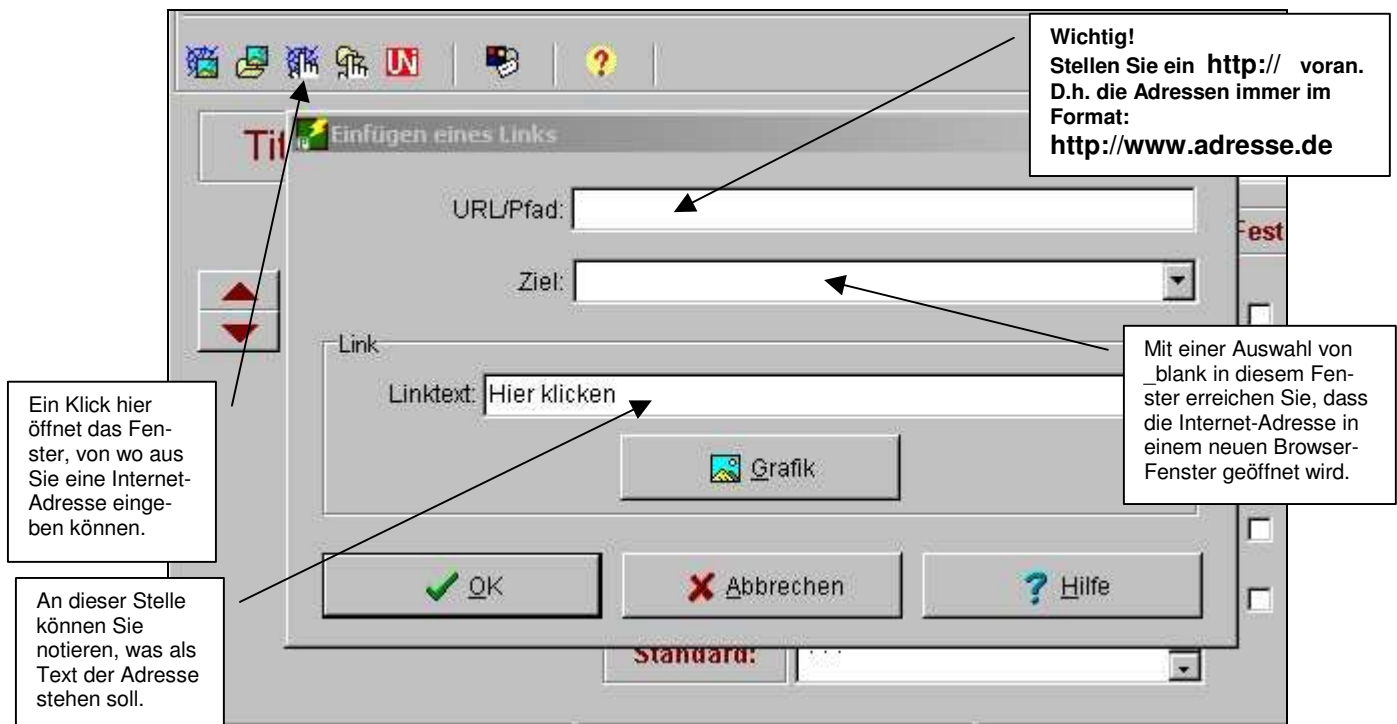 Wichtig!
Stellen Sie ein http:// voran.
D.h. die Adressen immer im
Format:
http://www.adresse.de
UN
?
Tit
Einfügen eines Links
URL/Pfad:
Fest
Ziel:
Link
Linktext: Hier klicken
Grafik
Mit einer Auswahl von
_blank in diesem Fen-
ster erreichen Sie, dass
die Internet-Adresse in
einem neuen Browser-
Fenster geöffnet wird.
Ein Klick hier
öffnet das Fen-
ster, von wo aus
Sie eine Internet-
Adresse einge-
ben können.
OK
Abbrechen
? Hilfe
An dieser Stelle
können Sie
notieren, was als
Text der Adresse
stehen soll.
Standard: